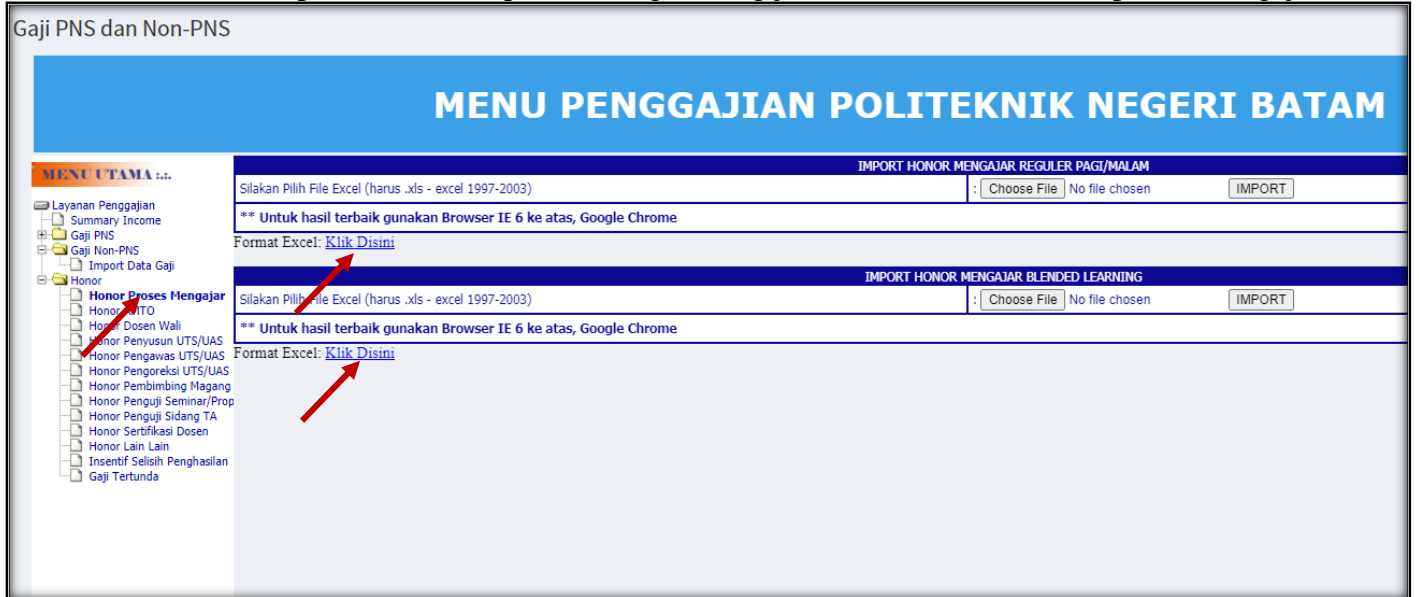 Gaji PNS dan Non-PNS
MENU PENGGAJIAN POLITEKNIK NEGERI BATAM
MENU UTAMA :.:.
Layanan Penggajian
Summary Income
Gaji PNS
Gaji Non-PNS
Import Data Gaji
Honor
Honor Proses Mengajar
Honor
Honor Dosen Wali
Honor Penyusun UTS/UAS
Honor Pengawas UTS/UAS
Honor Pengoreksi UTS/UAS
Honor Pembimbing Magang
Honor Penguji Seminar/Prop
Honor Penguji Sidang TA
Honor Sertifikasi Dosen
Honor Lain Lain
Insentif Selisih Penghasilan
Gaji Tertunda
IMPORT HONOR MENGAJAR REGULER PAGI/MALAM
Silakan Pilih File Excel (harus .xls - excel 1997-2003) : Choose File No file chosen IMPORT
** Untuk hasil terbaik gunakan Browser IE 6 ke atas, Google Chrome
Format Excel: Klik Disini
IMPORT HONOR MENGAJAR BLENDED LEARNING
Silakan Pilih File Excel (harus .xls - excel 1997-2003) : Choose File No file chosen IMPORT
** Untuk hasil terbaik gunakan Browser IE 6 ke atas, Google Chrome
Format Excel: Klik Disini